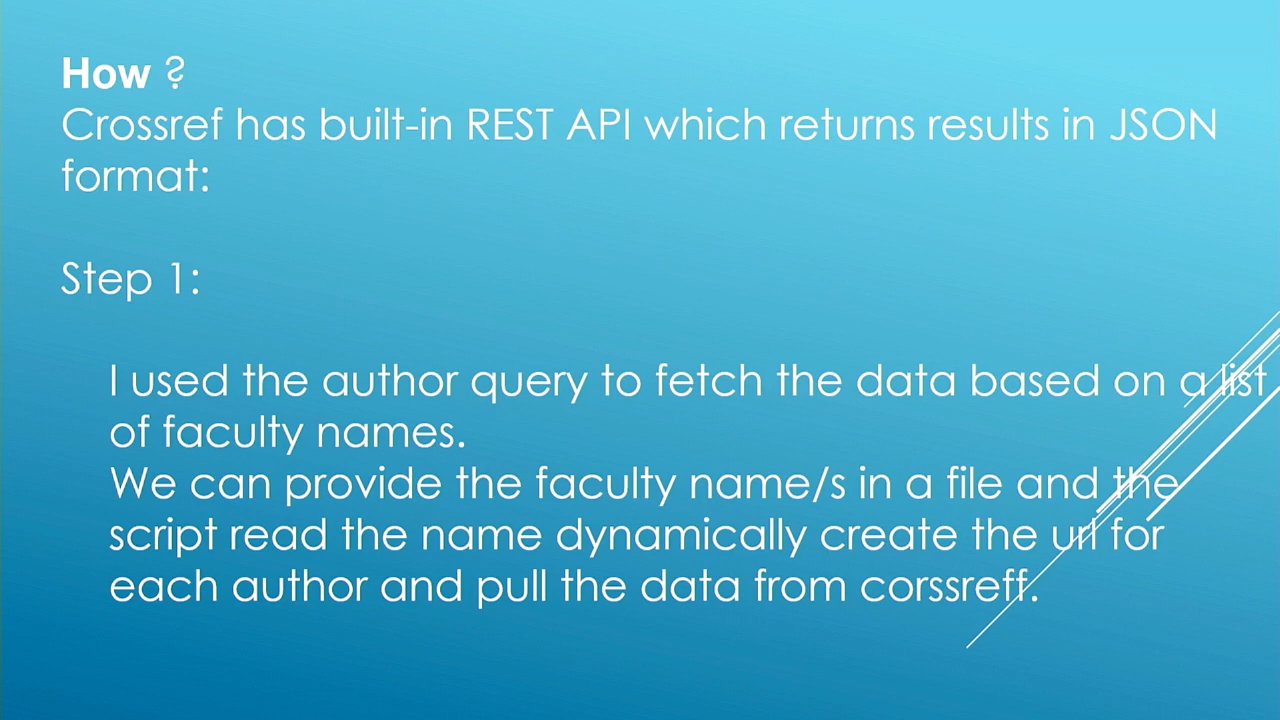 How ?
Crossref has built-in REST API which returns results in JSON
format:
Step 1:
I used the author query to fetch the data based on a list
of faculty names.
We can provide the faculty name/s in a file and the
script read the name dynamically create the url for
each author and pull the data from corssreff.